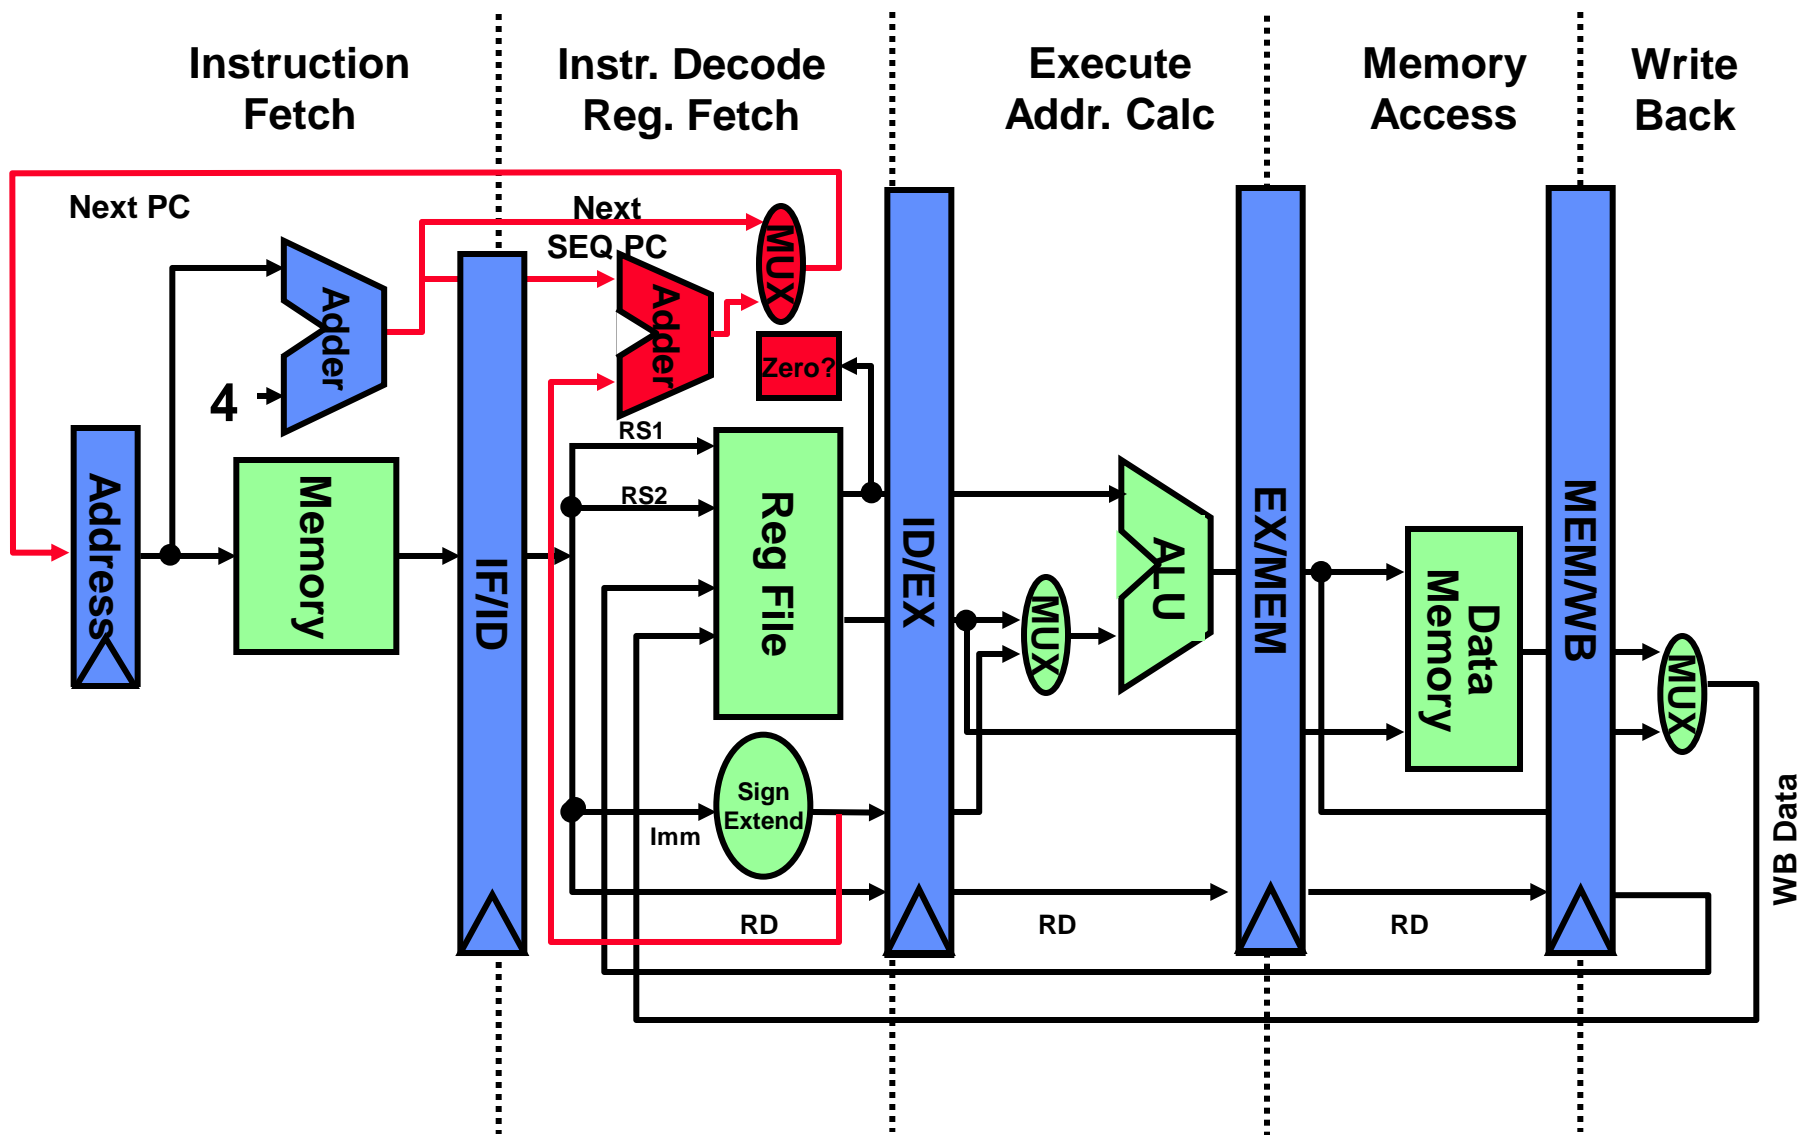 Instruction
Fetch
Instr. Decode
Reg. Fetch
Execute
Addr. Calc
Memory
Access
Write
Back
Next PC
Next
SEQ PC
MUX
Adder
Adder
Zero?
4
RS1
RS2
Address
Memory
IF/ID
Reg File
ID/EX
MUX
ALU
EX/MEM
Data
Memory
MEM/WB
MUX
Sign
Extend
Imm
RD
RD
RD
WB Data